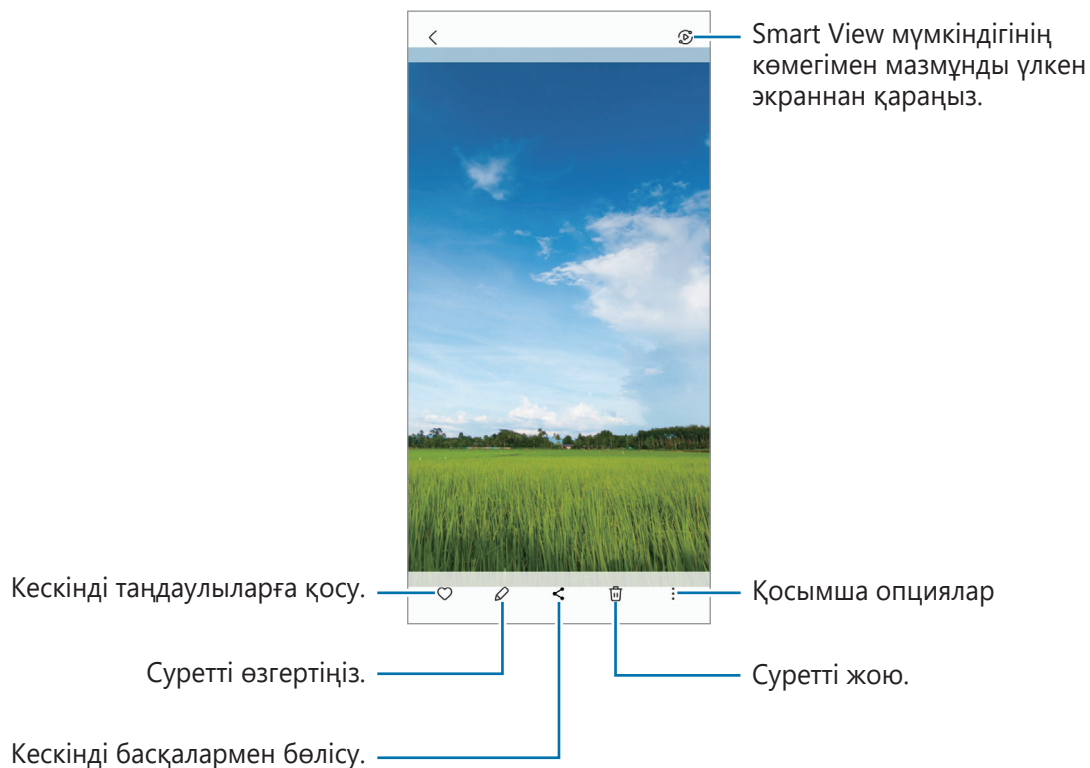 Smart View мүмкіндігінің
көмегімен мазмұнды үлкен
экраннан қараңыз.
Кескінді таңдаулыларға қосу.
Қосымша опциялар
Суретті өзгертіңіз.
Суретті жою.
Кескінді басқалармен бөлісу.